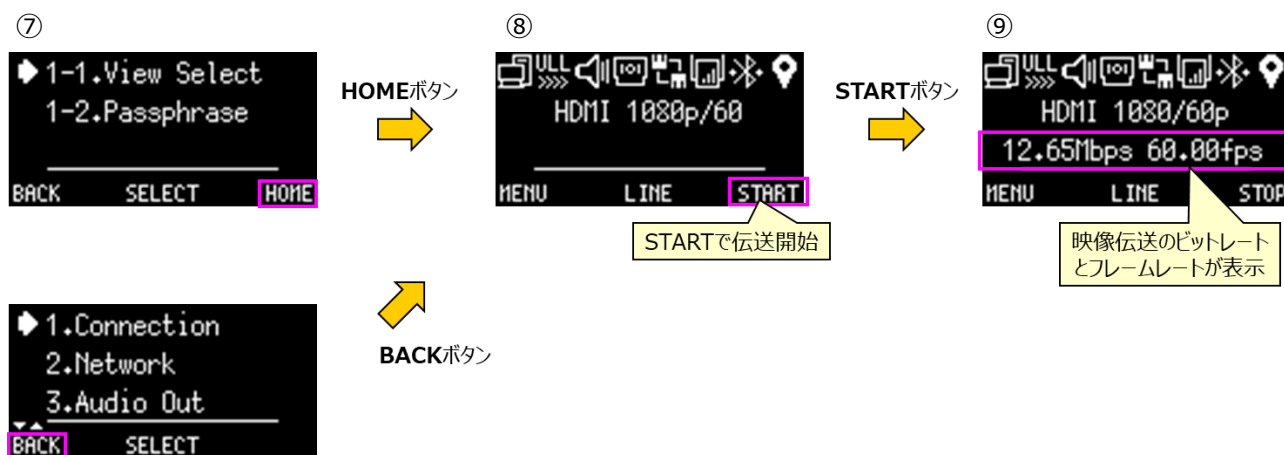 ⑦
1-1.View Select
1-2.Passphrase
BACK SELECT HOME
HOMEボタン
⑧
ULL
HDMI 1080p/60
MENU LINE START
STARTで伝送開始
STARTボタン
⑨
ULL
HDMI 1080/60p
12.65Mbps 60.00fps
MENU LINE STOP
映像伝送のビットレート
とフレームレートが表示
1.Connection
2.Network
3.Audio Out
BACK SELECT
BACKボタン